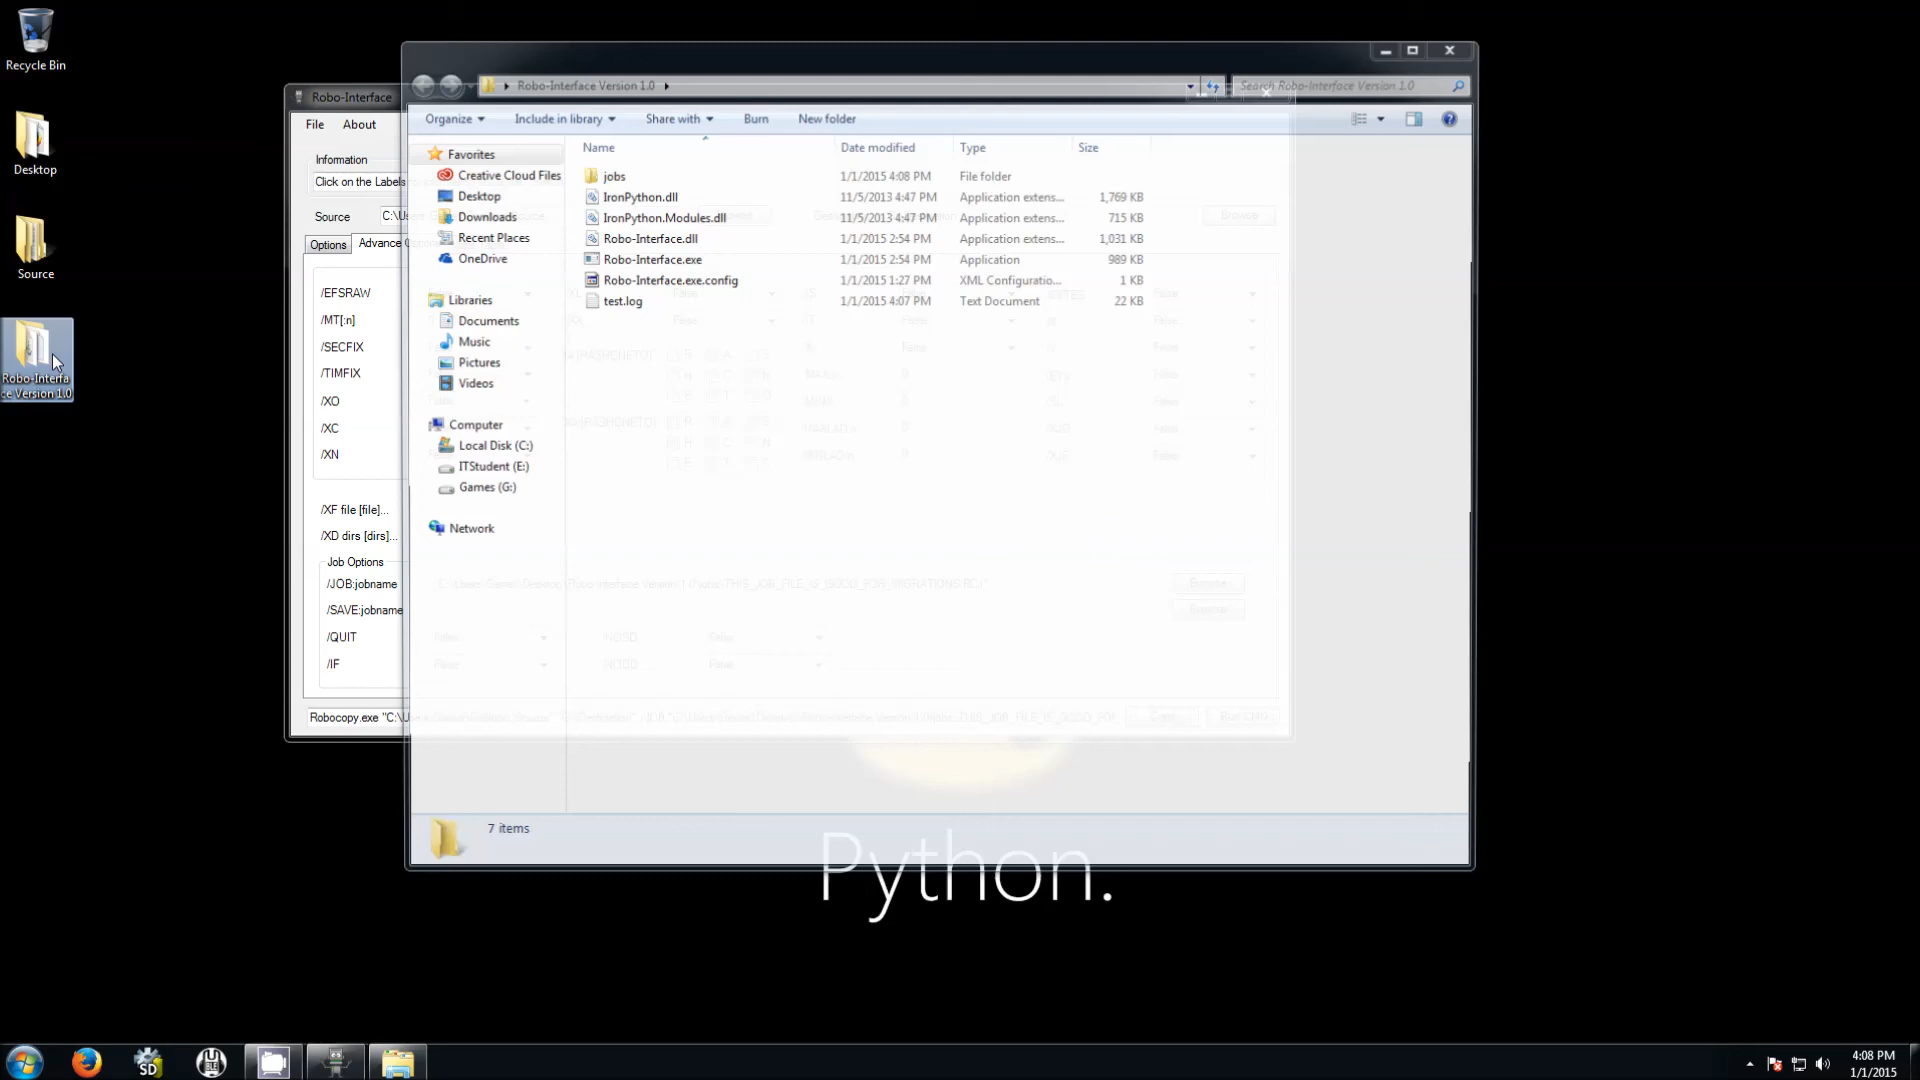 Recycle Bin
Desktop
Source
Robo-Interfa
ce Version 1.0
Robo-Interface
File About
Information
Click on the Labels
Source C:\Us
Options Advance
/EFSRAW
/MT[:n]
/SECFIX
/TIMFIX
/XO
/XC
/XN
/XF file [file]...
/XD dirs [dirs]...
Job Options
/JOB:jobname
/SAVE:jobname
/QUIT
/IF
Robocopy.exe "C:\U
Robo-Interface Version 1.0
Search Robo-Interface Version 1.0
Organize Include in library Share with Burn New folder
Favorites
Creative Cloud Files
Desktop
Downloads
Recent Places
OneDrive
Libraries
Documents
Music
Pictures
Videos
Computer
Local Disk (C:)
ITStudent (E:)
Games (G:)
Network
Name Date modified Type Size
jobs 1/1/2015 4:08 PM File folder
IronPython.dll 11/5/2013 4:47 PM Application extens... 1,769 KB
IronPython.Modules.dll 11/5/2013 4:47 PM Application extens... 715 KB
Robo-Interface.dll 1/1/2015 2:54 PM Application extens... 1,031 KB
Robo-Interface.exe 1/1/2015 2:54 PM Application 989 KB
Robo-Interface.exe.config 1/1/2015 1:27 PM XML Configuratio... 1 KB
test.log 1/1/2015 4:07 PM Text Document 22 KB
7 items
Python.
SD
4:08 PM
1/1/2015